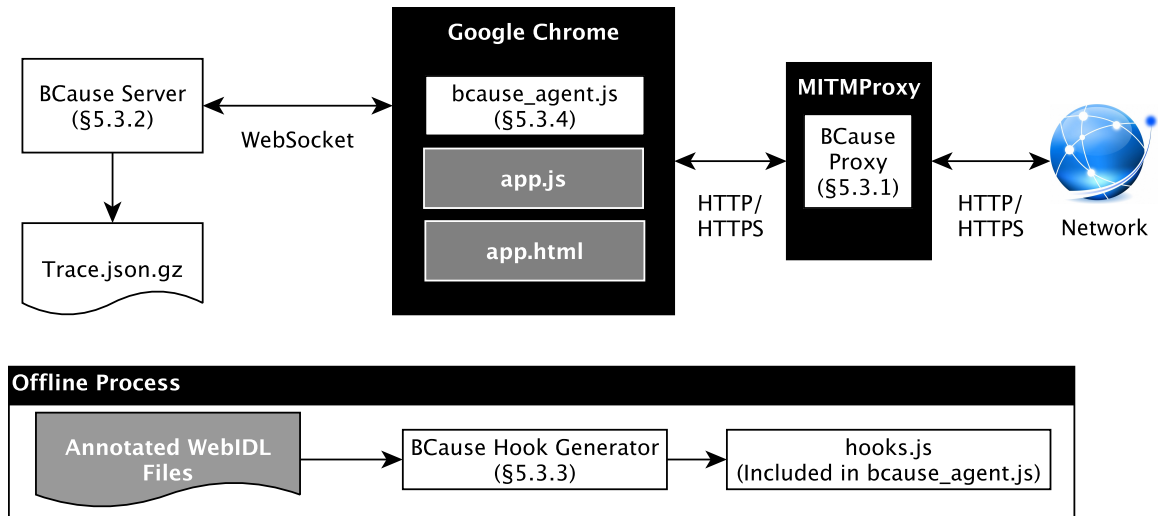 Google Chrome
BCause Server
(§5.3.2)
WebSocket
Trace.json.gz
bcause_agent.js
(§5.3.4)
app.js
app.html
HTTP/
HTTPS
MITMProxy
BCause
Proxy
(§5.3.1)
HTTP/
HTTPS
Network
Offline Process
Annotated WebIDL
Files
BCause Hook Generator
(§5.3.3)
hooks.js
(Included in bcause_agent.js)